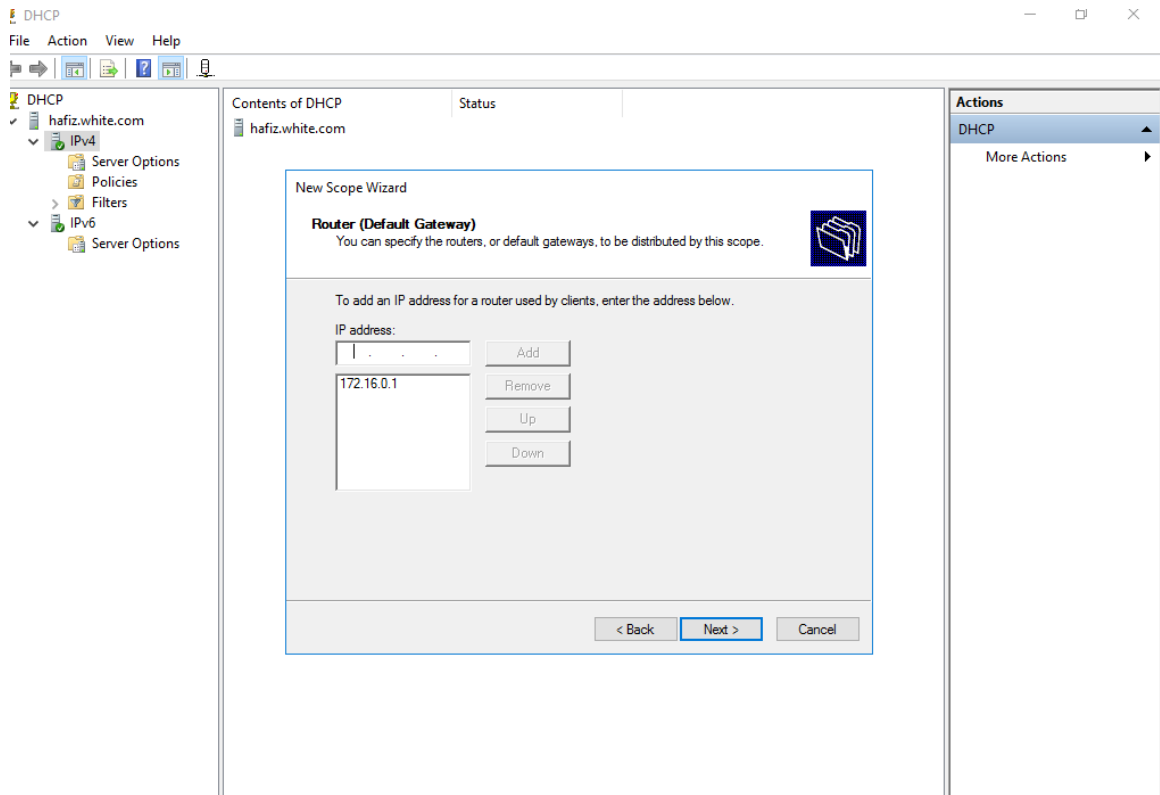 DHCP
File Action View Help
DHCP
hafiz.white.com
IPv4
Server Options
Policies
Filters
IPv6
Server Options
Contents of DHCP Status
hafiz.white.com
New Scope Wizard
Router (Default Gateway)
You can specify the routers, or default gateways, to be distributed by this scope.
To add an IP address for a router used by clients, enter the address below.
IP address:
. . .
Add
172.16.0.1
Remove
Up
Down
< Back Next > Cancel
Actions
DHCP
More Actions